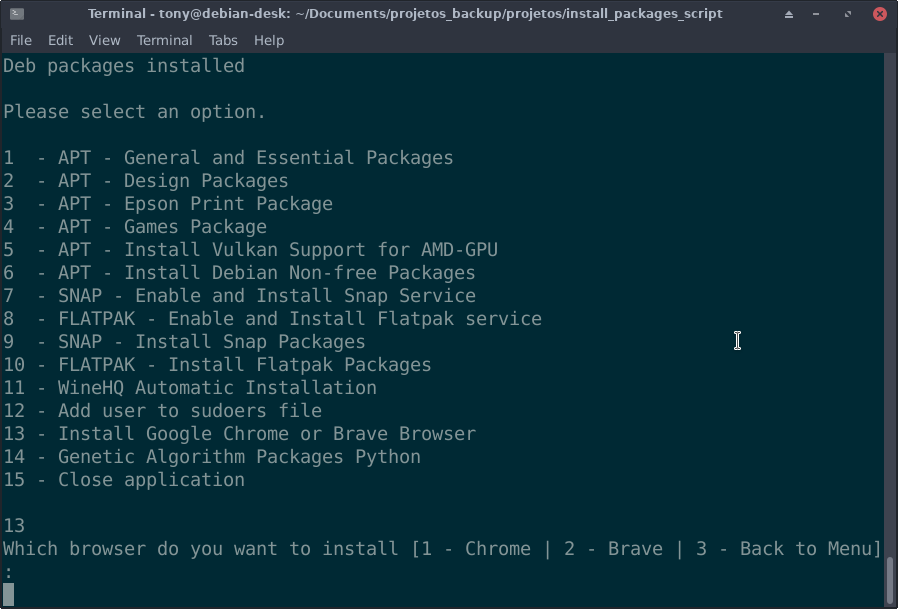 Terminal - tony@debian-desk: ~/Documents/projetos_backup/projetos/install_packages_script
File Edit View Terminal Tabs Help
Deb packages installed
Please select an option.
1  - APT - General and Essential Packages
2  - APT - Design Packages
3  - APT - Epson Print Package
4  - APT - Games Package
5  - APT - Install Vulkan Support for AMD-GPU
6  - APT - Install Debian Non-free Packages
7  - SNAP - Enable and Install Snap Service
8  - FLATPAK - Enable and Install Flatpak service
9  - SNAP - Install Snap Packages
10 - FLATPAK - Install Flatpak Packages
11 - WineHQ Automatic Installation
12 - Add user to sudoers file
13 - Install Google Chrome or Brave Browser
14 - Genetic Algorithm Packages Python
15 - Close application
13
Which browser do you want to install [1 - Chrome | 2 - Brave | 3 - Back to Menu]
: